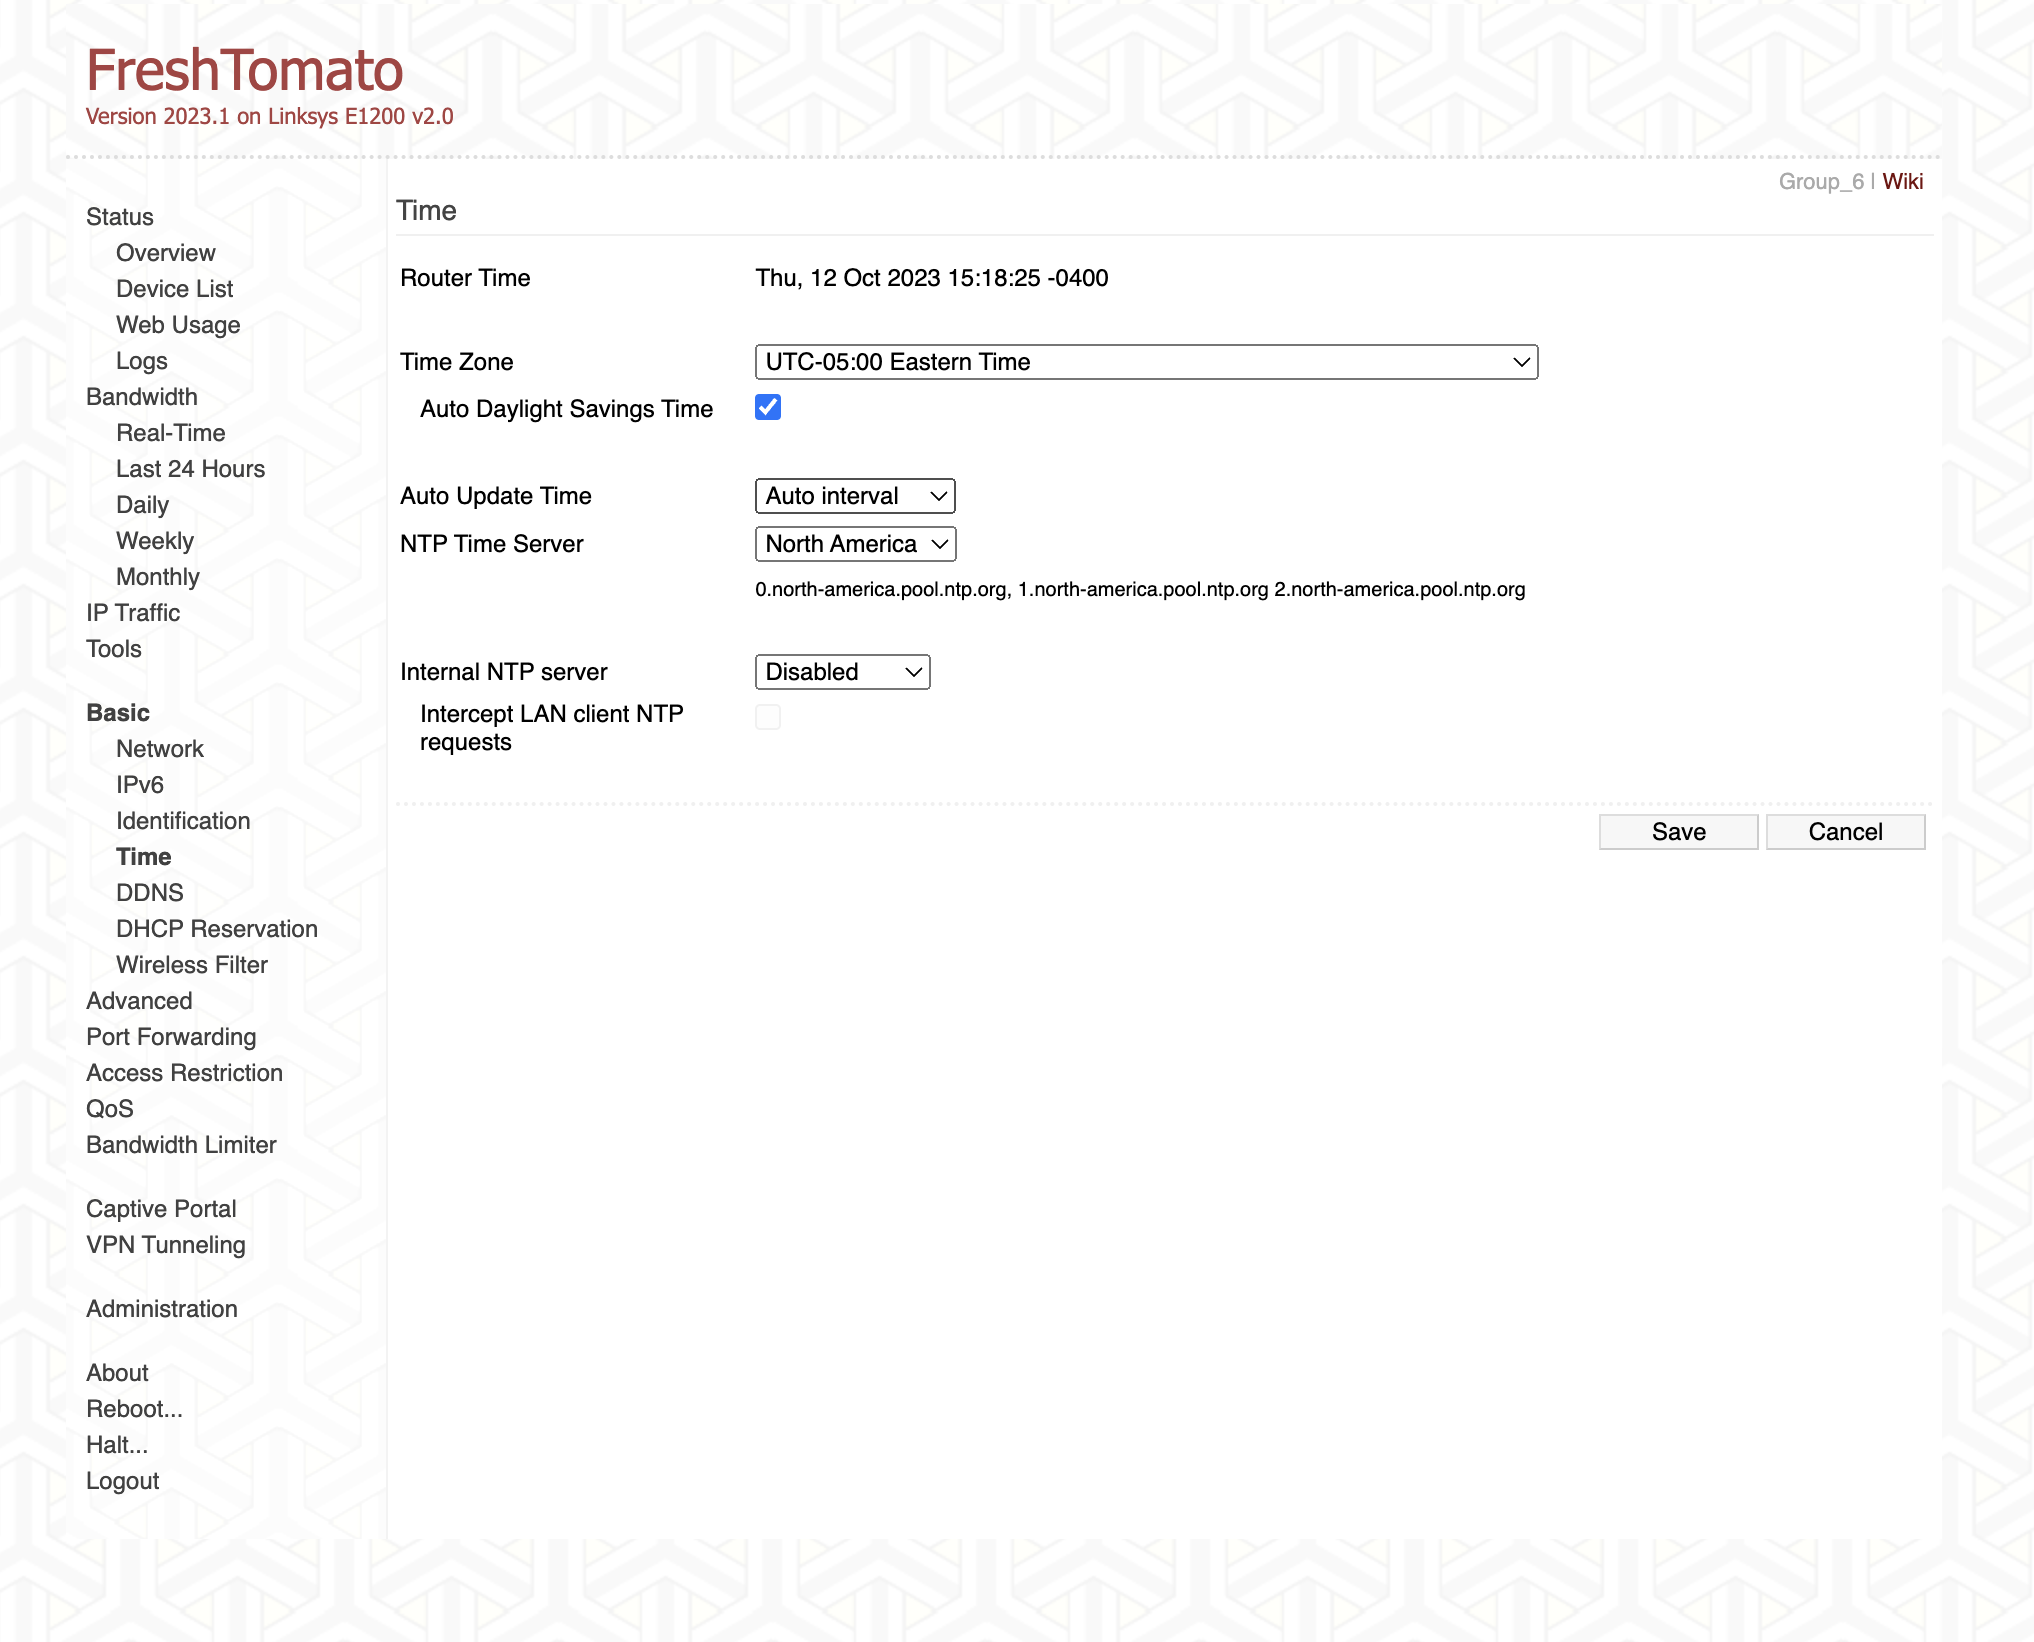 FreshTomato
Version 2023.1 on Linksys E1200 v2.0
Group_6 | Wiki
Status
Overview
Device List
Web Usage
Logs
Bandwidth
Real-Time
Last 24 Hours
Daily
Weekly
Monthly
IP Traffic
Tools
Basic
Network
IPv6
Identification
Time
DDNS
DHCP Reservation
Wireless Filter
Advanced
Port Forwarding
Access Restriction
QoS
Bandwidth Limiter
Captive Portal
VPN Tunneling
Administration
About
Reboot...
Halt...
Logout
Time
Router Time Thu, 12 Oct 2023 15:18:25 -0400
Time Zone UTC-05:00 Eastern Time
Auto Daylight Savings Time
Auto Update Time Auto interval
NTP Time Server North America
0.north-america.pool.ntp.org, 1.north-america.pool.ntp.org 2.north-america.pool.ntp.org
Internal NTP server Disabled
Intercept LAN client NTP
requests
Save Cancel